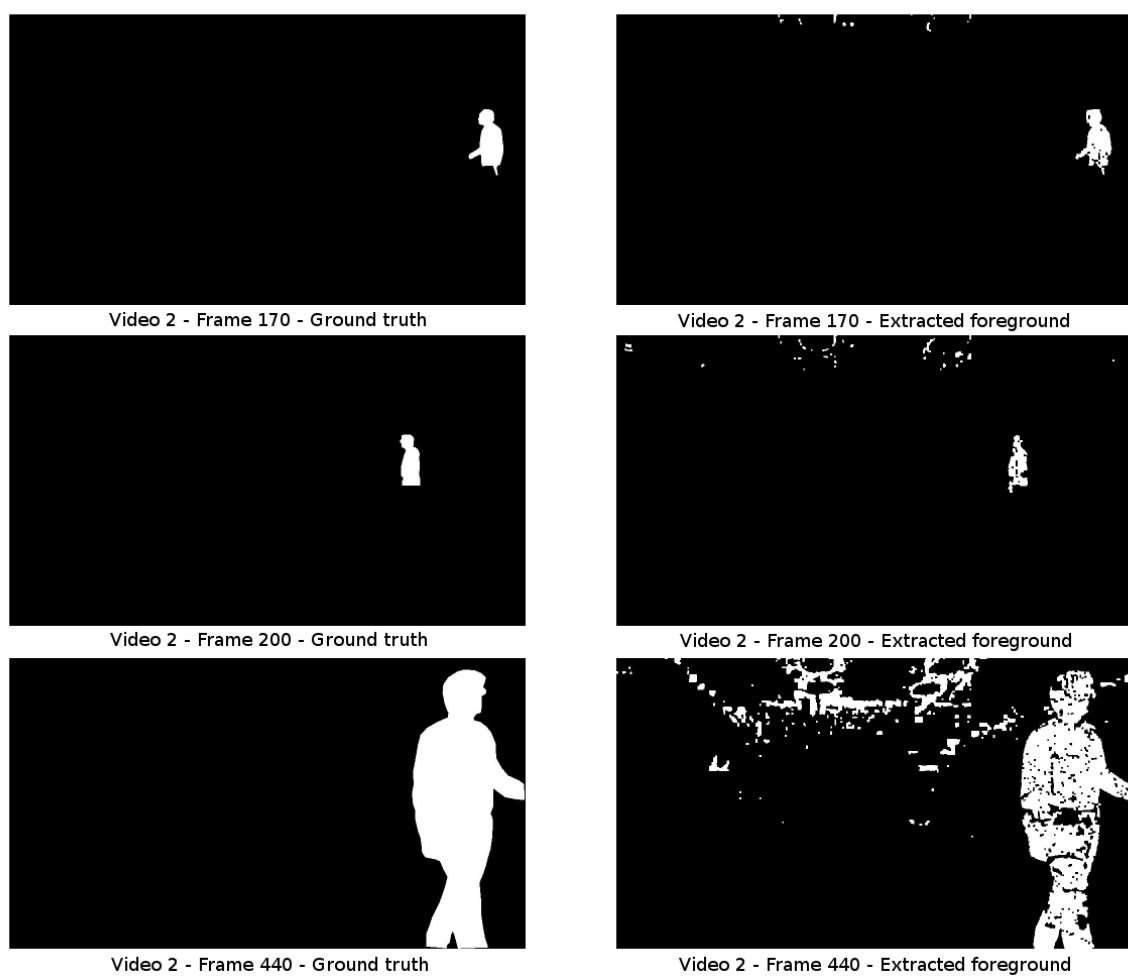 Video 2 - Frame 170 - Ground truth
Video 2 - Frame 170 - Extracted foreground
Video 2 - Frame 200 - Ground truth
Video 2 - Frame 200 - Extracted foreground
Video 2 - Frame 440 - Ground truth
Video 2 - Frame 440 - Extracted foreground